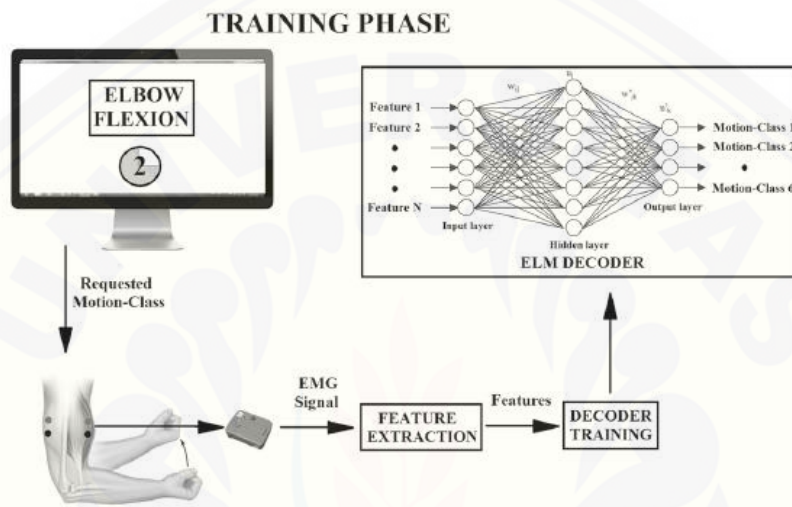 TRAINING PHASE
ELBOW
FLEXION
2
Feature 1
Feature 2
Feature N
Input layer
Hidden layer
Output layer
Motion-Class 1
Motion-Class 2
Motion-Class 6
ELM DECODER
Requested
Motion-Class
EMG
Signal
FEATURE
EXTRACTION
Features
DECODER
TRAINING
UNIVERSITAS